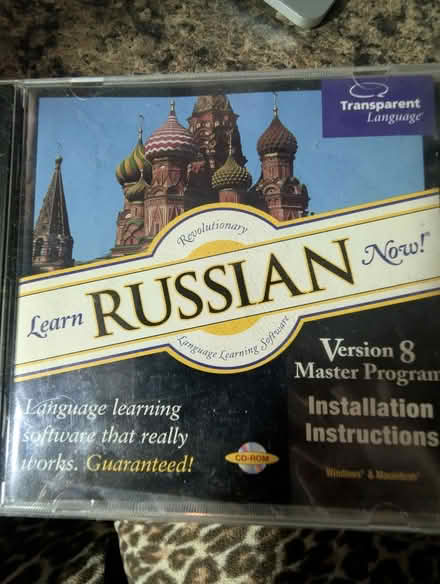 Transparent
Language®
Revolutionary
Learn RUSSIAN Now!®
Language Learning Software
Version 8
Master Program
Installation
Instructions
Language learning
software that really
works. Guaranteed!
CD-ROM
Windows® & Macintosh®